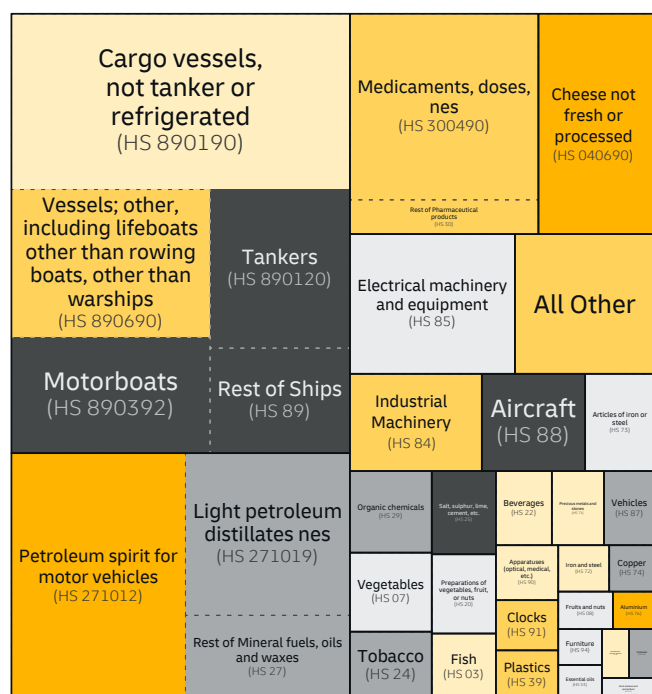 Cargo vessels,
not tanker or
refrigerated
(HS 890190)
Vessels; other,
including lifeboats
other than rowing
boats, other than
warships
(HS 890690)
Tankers
(HS 890120)
Motorboats
(HS 890392)
Rest of Ships
(HS 89)
Petroleum spirit for
motor vehicles
(HS 271012)
Light petroleum
distillates nes
(HS 271019)
Rest of Mineral fuels, oils
and waxes
(HS 27)
Medicaments, doses,
nes
(HS 300490)
Rest of Pharmaceutical
products
(HS 30)
Cheese not
fresh or
processed
(HS 040690)
Electrical machinery
and equipment
(HS 85)
All Other
Industrial
Machinery
(HS 84)
Aircraft
(HS 88)
Articles of iron or
steel
(HS 73)
Organic chemicals
(HS 29)
Salt, sulphur, lime,
cement, etc.
(HS 25)
Beverages
(HS 22)
Precious metals and
stones
(HS 71)
Vehicles
(HS 87)
Vegetables
(HS 07)
Preparations of
vegetables, fruit,
or nuts
(HS 20)
Apparatuses
(optical, medical,
etc.)
(HS 90)
Iron and steel
(HS 72)
Copper
(HS 74)
Clocks
(HS 91)
Fruits and nuts
(HS 08)
Aluminium
(HS 76)
Tobacco
(HS 24)
Fish
(HS 03)
Plastics
(HS 39)
Furniture
(HS 94)
Essential oils
(HS 33)